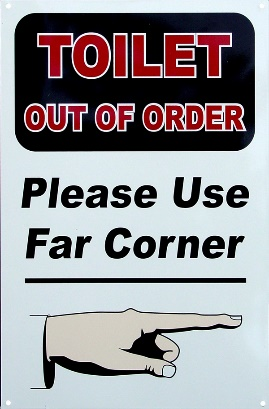 TOILET
OUT OF ORDER
Please Use
Far Corner